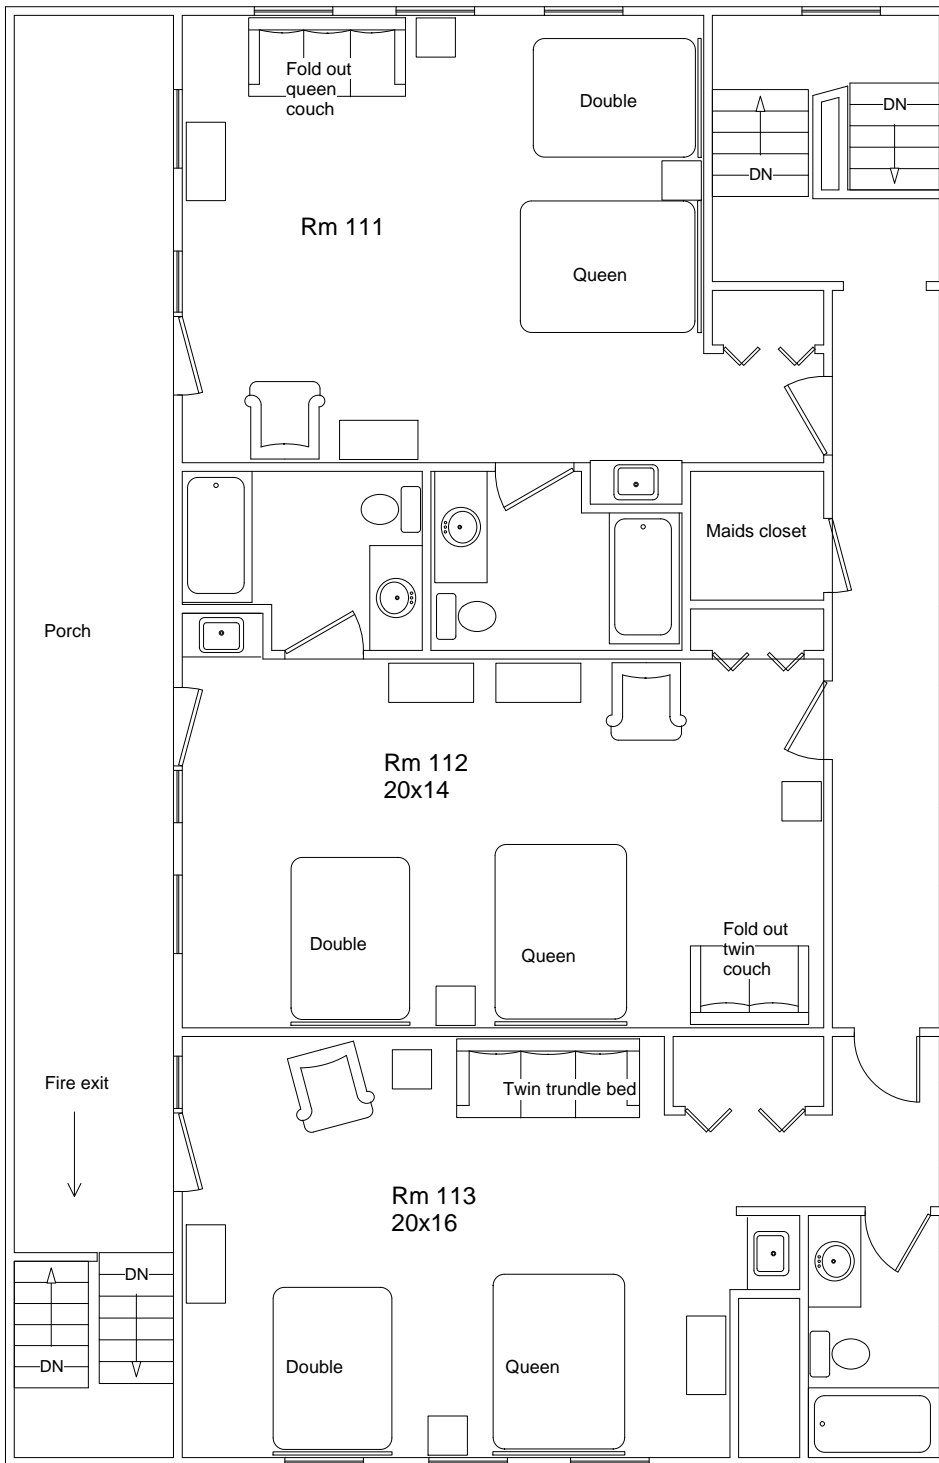 Fold out
queen
couch
Double
DN
DN
Rm 111
Queen
Maids closet
Porch
Rm 112
20x14
Double
Queen
Fold out
twin
couch
Fire exit
Twin trundle bed
Rm 113
20x16
DN
DN
Double
Queen